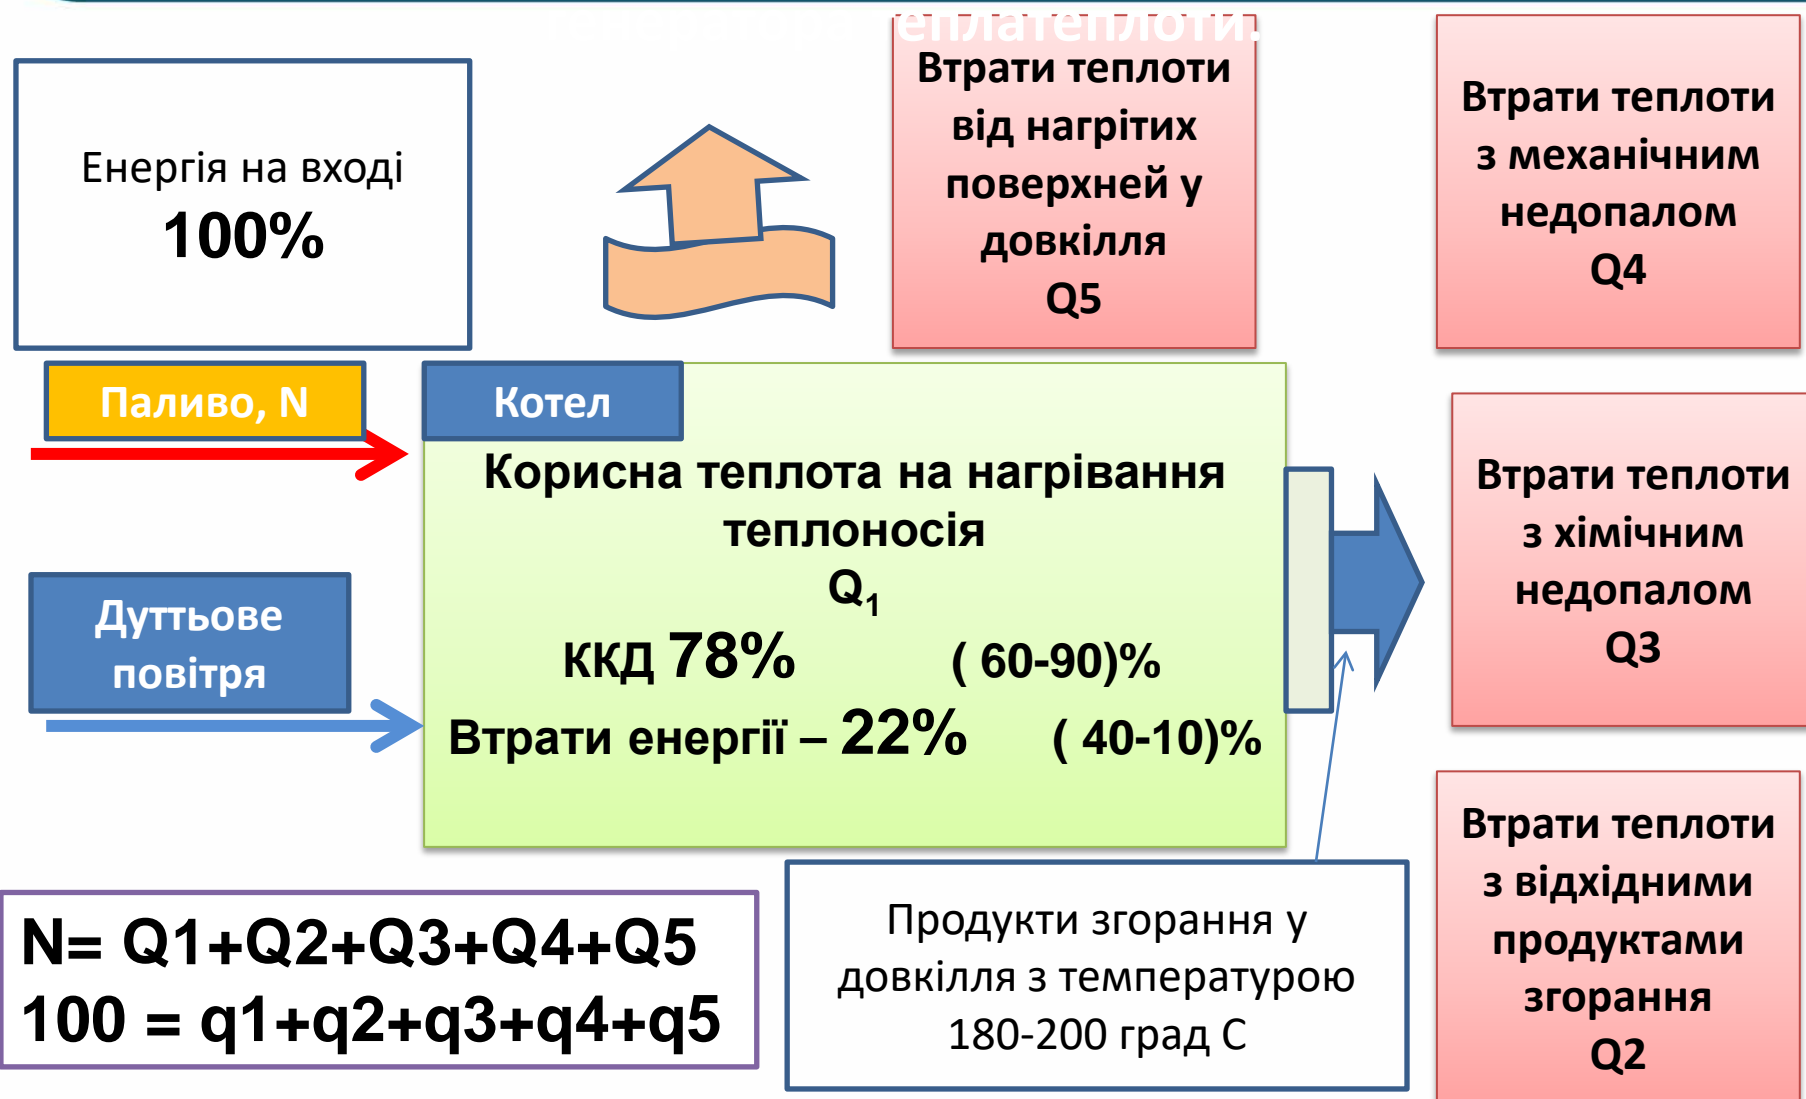 генератора теплатеплоти.
Енергія на вході
100%
Втрати теплоти
від нагрітих
поверхней у
довкілля
Q5
Втрати теплоти
з механічним
недопалом
Q4
Паливо, N
Котел
Корисна теплота на нагрівання
теплоносія
Q₁
ККД 78% ( 60-90)%
Втрати енергії – 22% ( 40-10)%
Дуттьове
повітря
Втрати теплоти
з хімічним
недопалом
Q3
N= Q1+Q2+Q3+Q4+Q5
100 = q1+q2+q3+q4+q5
Продукти згорання у
довкілля з температурою
180-200 град С
Втрати теплоти
з відхідними
продуктами
згорання
Q2